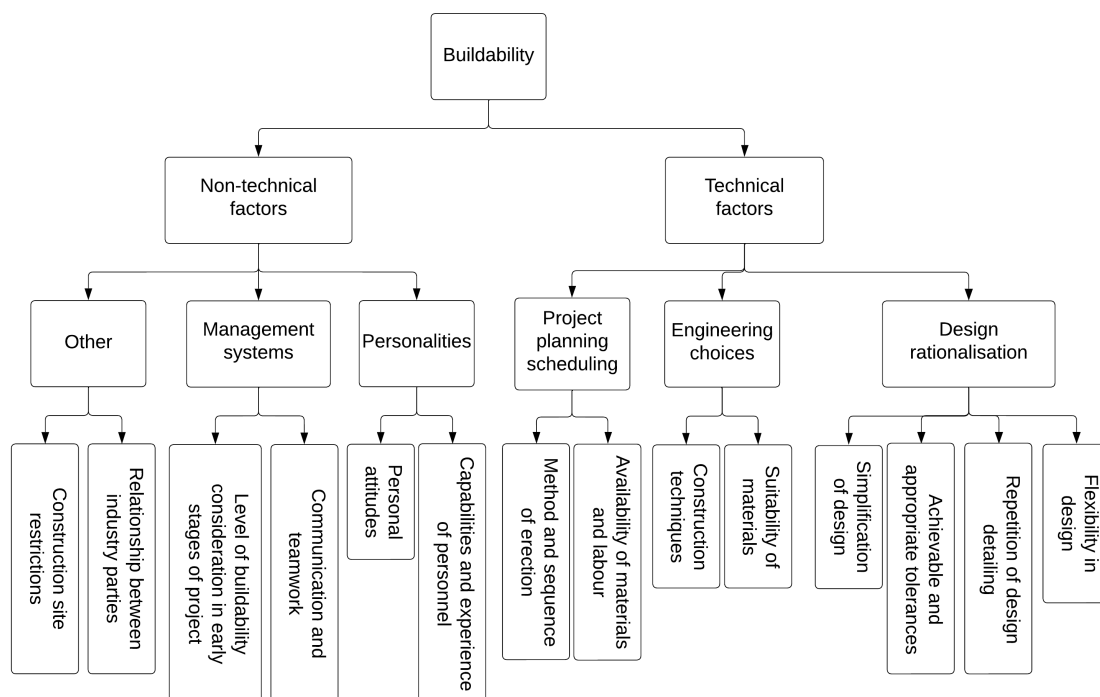 Buildability
Non-technical
factors
Technical
factors
Other
Management
systems
Personalities
Project
planning
scheduling
Engineering
choices
Design
rationalisation
Construction site
restrictions
Relationship between
industry parties
Level of buildability
consideration in early
stages of project
Communication and
teamwork
Personal
attitudes
Capabilities and experience
of personnel
Method and sequence
of erection
Availability of materials
and labour
Construction
techniques
Suitability of
materials
Simplification
of design
Achievable and
appropriate tolerances
Repetition of design
detailing
Flexibility in
design